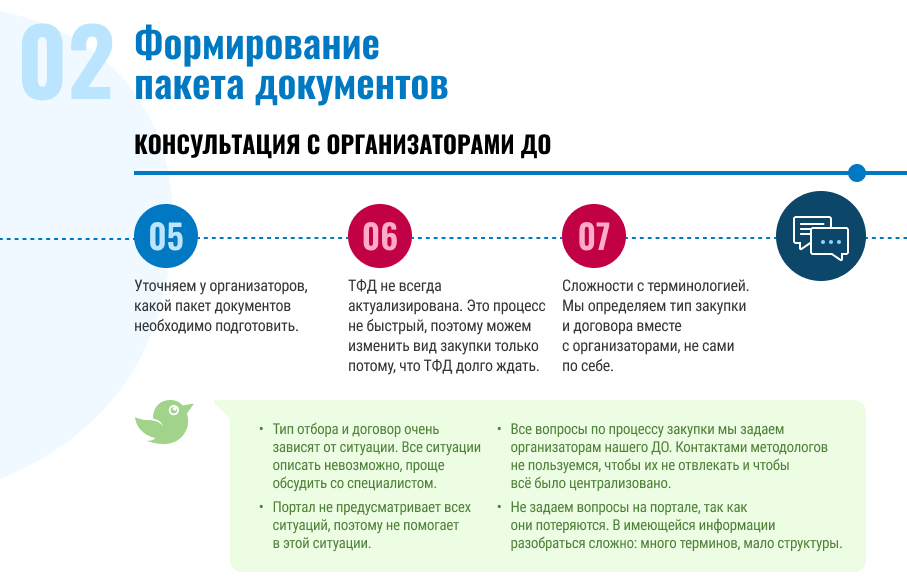 02
Формирование
пакета документов
КОНСУЛЬТАЦИЯ С ОРГАНИЗАТОРАМИ ДО
05
Уточняем у организаторов,
какой пакет документов
необходимо подготовить.
06
ТФД не всегда
актуализирована. Это процесс
не быстрый, поэтому можем
изменить вид закупки только
потому, что ТФД долго ждать.
07
Сложности с терминологией.
Мы определяем тип закупки
и договора вместе
с организаторами, не сами
по себе.
• Тип отбора и договор очень
зависят от ситуации. Все ситуации
описать невозможно, проще
обсудить со специалистом.
• Портал не предусматривает всех
ситуаций, поэтому не помогает
в этой ситуации.
• Все вопросы по процессу закупки мы задаем
организаторам нашего ДО. Контактами методологов
не пользуемся, чтобы их не отвлекать и чтобы
всё было централизовано.
• Не задаем вопросы на портале, так как
они потеряются. В имеющейся информации
разобраться сложно: много терминов, мало структуры.